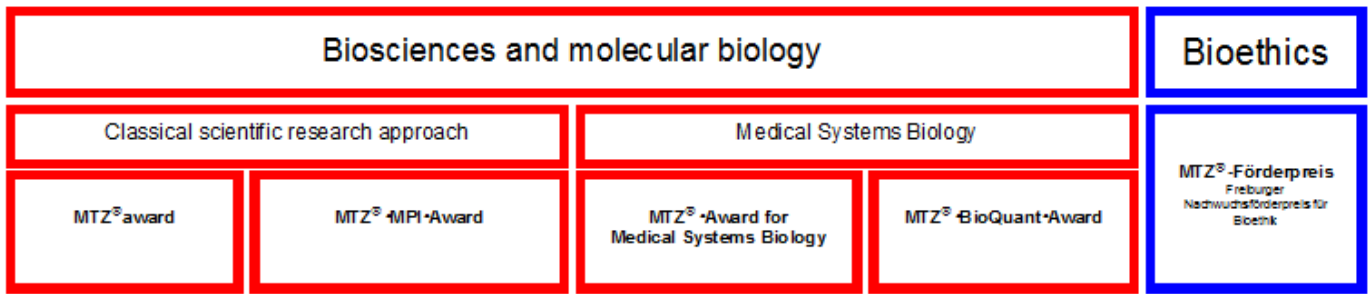 Biosciences and molecular biology
Bioethics
Classical scientific research approach
Medical Systems Biology
MTZ®award
MTZ®-MPI-Award
MTZ®-Award for
Medical Systems Biology
MTZ®-BioQuant-Award
MTZ®-Förderpreis
Freiburger
Nachwuchsförderpreis für
Bioethik